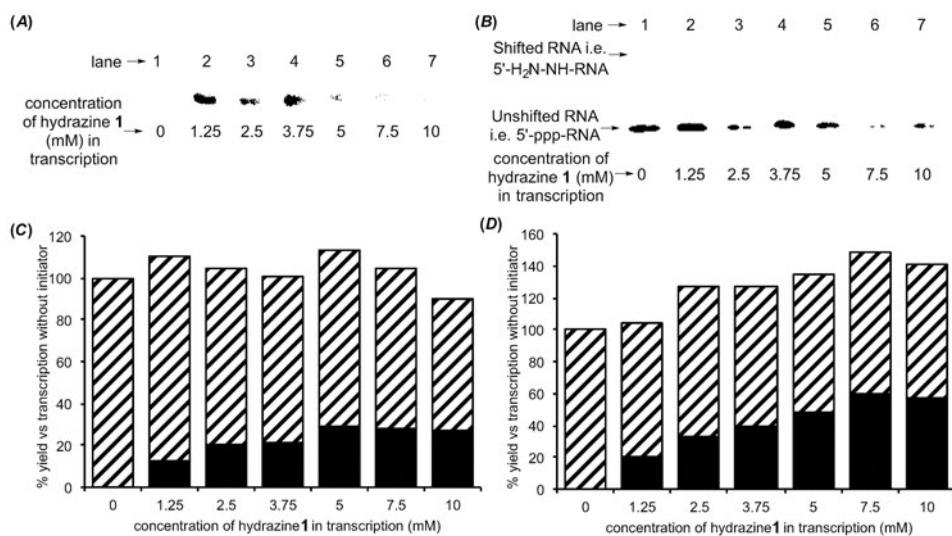 (A)
lane → 1 2 3 4 5 6 7
concentration
of hydrazine 1
(mM) in
transcription
→ 0 1.25 2.5 3.75 5 7.5 10
(B)
1 2 3 4 5 6 7
Shifted RNA i.e.
5'-H₂N-NH-RNA
→
Unshifted RNA
i.e. 5'-ppp-RNA →
concentration of
hydrazine 1 (mM) → 0 1.25 2.5 3.75 5 7.5 10
in transcription
(C)
% yield vs transcription without initiator
120
100
80
60
40
20
0
0 1.25 2.5 3.75 5 7.5 10
concentration of hydrazine1 in transcription (mM)
(D)
% yield vs transcription without initiator
160
140
120
100
80
60
40
20
0
0 1.25 2.5 3.75 5 7.5 10
concentration of hydrazine1 in transcription (mM)